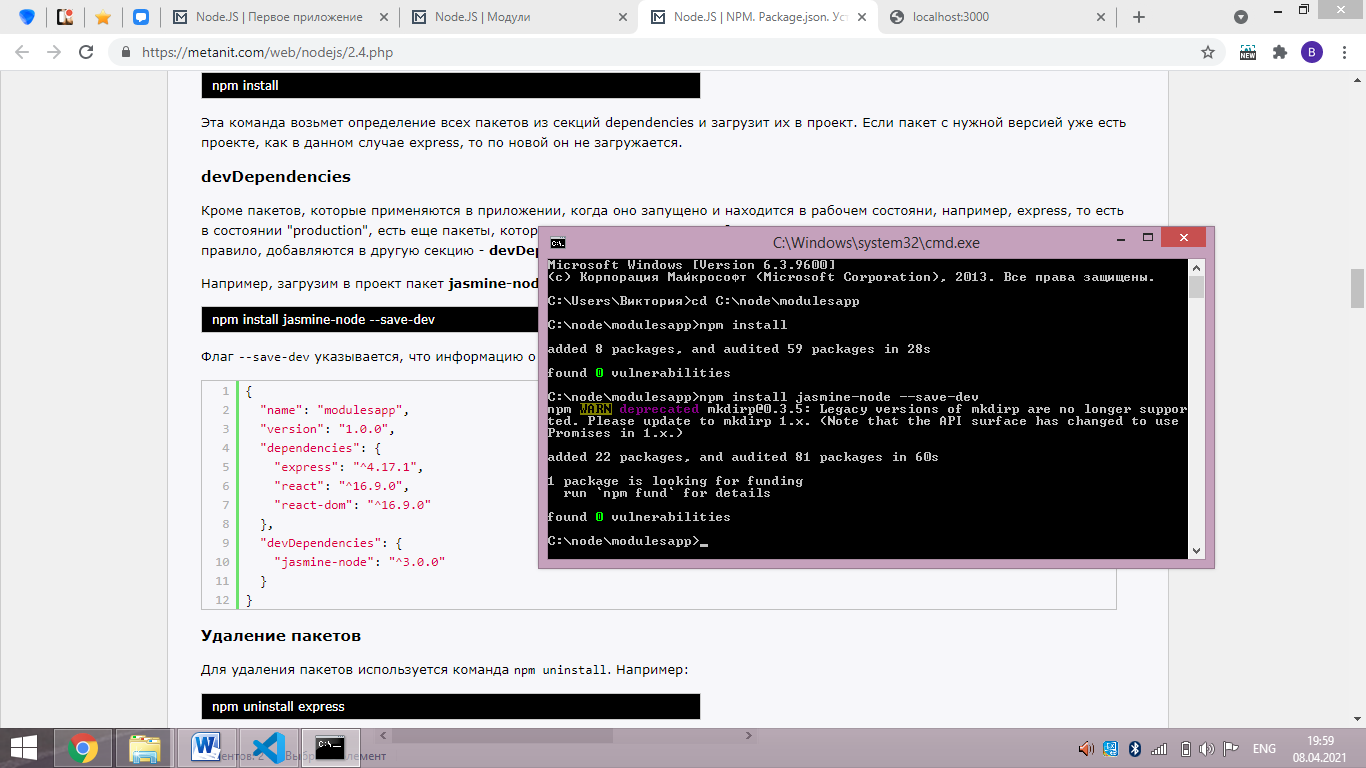 Node.JS | Первое приложение
Node.JS | Модули
Node.JS | NPM. Package.json. Ус
localhost:3000
https://metanit.com/web/nodejs/2.4.php
NEW
B
npm install
Эта команда возьмет определение всех пакетов из секций dependencies и загрузит их в проект. Если пакет с нужной версией уже есть
проекте, как в данном случае express, то по новой он не загружается.
devDependencies
Кроме пакетов, которые применяются в приложении, когда оно запущено и находится в рабочем состояни, например, express, то есть
в состоянии "production", есть еще пакеты, котор
правило, добавляются в другую секцию - devDep
Например, загрузим в проект пакет jasmine-nod
npm install jasmine-node --save-dev
Флаг --save-dev указывается, что информацию о
1 {
2 "name": "modulesapp",
3 "version": "1.0.0",
4 "dependencies": {
5 "express": "^4.17.1",
6 "react": "^16.9.0",
7 "react-dom": "^16.9.0"
8 },
9 "devDependencies": {
10 "jasmine-node": "^3.0.0"
11 }
12 }
Удаление пакетов
Для удаления пакетов используется команда npm uninstall. Например:
npm uninstall express
C:\Windows\system32\cmd.exe
Microsoft Windows [Version 6.3.9600]
(c) Корпорация Майкрософт (Microsoft Corporation), 2013. Все права защищены.
C:\Users\Виктория>cd C:\node\modulesapp
C:\node\modulesapp>npm install
added 8 packages, and audited 59 packages in 28s
found 0 vulnerabilities
C:\node\modulesapp>npm install jasmine-node --save-dev
npm WARN deprecated mkdirp@0.3.5: Legacy versions of mkdirp are no longer suppor
ted. Please update to mkdirp 1.x. (Note that the API surface has changed to use
Promises in 1.x.)
added 22 packages, and audited 81 packages in 60s
1 package is looking for funding
run `npm fund` for details
found 0 vulnerabilities
C:\node\modulesapp>_
ENG
19:59
08.04.2021